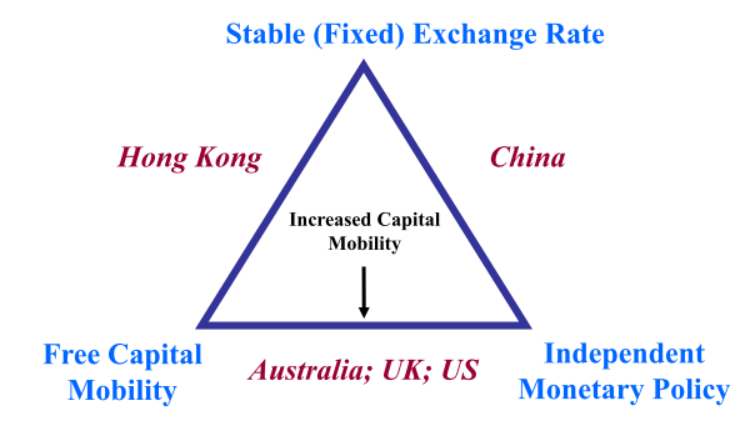 Stable (Fixed) Exchange Rate
Hong Kong
China
Increased Capital
Mobility
Free Capital
Mobility
Australia; UK; US
Independent
Monetary Policy